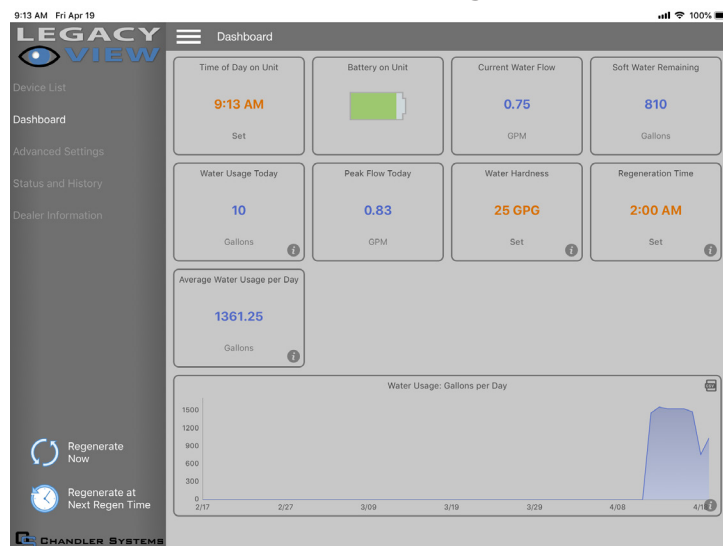 9:13 AM Fri Apr 19
100%
LEGACY
VIEW
Device List
Dashboard
Advanced Settings
Status and History
Dealer Information
Regenerate
Now
Regenerate at
Next Regen Time
CHANDLER SYSTEMS
Dashboard
Time of Day on Unit
9:13 AM
Set
Battery on Unit
Current Water Flow
0.75
GPM
Soft Water Remaining
810
Gallons
Water Usage Today
10
Gallons
i
Peak Flow Today
0.83
GPM
Water Hardness
25 GPG
Set
i
Regeneration Time
2:00 AM
Set
i
Average Water Usage per Day
1361.25
Gallons
i
Water Usage: Gallons per Day
1500
1200
900
600
300
0
2/17 2/27 3/09 3/19 3/29 4/08
i